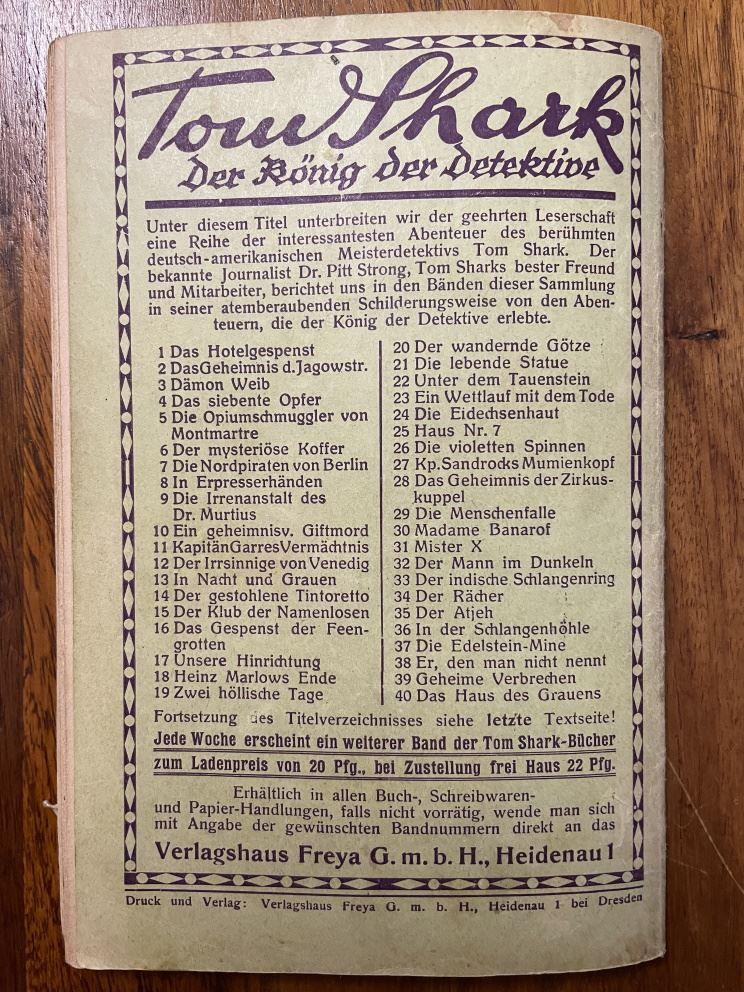 Tom Shark
der König der Detektive
Unter diesem Titel unterbreiten wir der geehrten Leserschaft
eine Reihe der interessantesten Abenteuer des berühmten
deutsch-amerikanischen Meisterdetektivs Tom Shark. Der
bekannte Journalist Dr. Pitt Strong, Tom Sharks bester Freund
und Mitarbeiter, berichtet uns in den Bänden dieser Sammlung
in seiner atemberaubenden Schilderungsweise von den Aben-
teuern, die der König der Detektive erlebte.
1 Das Hotelgespenst
2 Das Geheimnis d. Jagowstr.
3 Dämon Weib
4 Das siebente Opfer
5 Die Opiumschmuggler von
Montmartre
6 Der mysteriöse Koffer
7 Die Nordpiraten von Berlin
8 In Erpresserhänden
9 Die Irrenanstalt des
Dr. Murtius
10 Ein geheimnisv. Giftmord
11 Kapitän Garres Vermächtnis
12 Der Irrsinnige von Venedig
13 In Nacht und Grauen
14 Der gestohlene Tintoretto
15 Der Klub der Namenlosen
16 Das Gespenst der Feen-
grotten
17 Unsere Hinrichtung
18 Heinz Marlows Ende
19 Zwei höllische Tage
20 Der wandernde Götze
21 Die lebende Statue
22 Unter dem Tauenstein
23 Ein Wettlauf mit dem Tode
24 Die Eidechsenhaut
25 Haus Nr. 7
26 Die violetten Spinnen
27 Kp. Sandrocks Mumienkopf
28 Das Geheimnis der Zirkus-
kuppel
29 Die Menschenfalle
30 Madame Banarof
31 Mister X
32 Der Mann im Dunkeln
33 Der indische Schlangenring
34 Der Rächer
35 Der Atjeh
36 In der Schlangenhöhle
37 Die Edelstein-Mine
38 Er, den man nicht nennt
39 Geheime Verbrechen
40 Das Haus des Grauens
Fortsetzung des Titelverzeichnisses siehe letzte Textseite!
Jede Woche erscheint ein weiterer Band der Tom Shark-Bücher
zum Ladenpreis von 20 Pfg., bei Zustellung frei Haus 22 Pfg.
Erhältlich in allen Buch-, Schreibwaren-
und Papier-Handlungen, falls nicht vorrätig, wende man sich
mit Angabe der gewünschten Bandnummern direkt an das
Verlagshaus Freya G. m. b. H., Heidenau 1
Druck und Verlag: Verlagshaus Freya G. m. b. H., Heidenau 1 bei Dresden